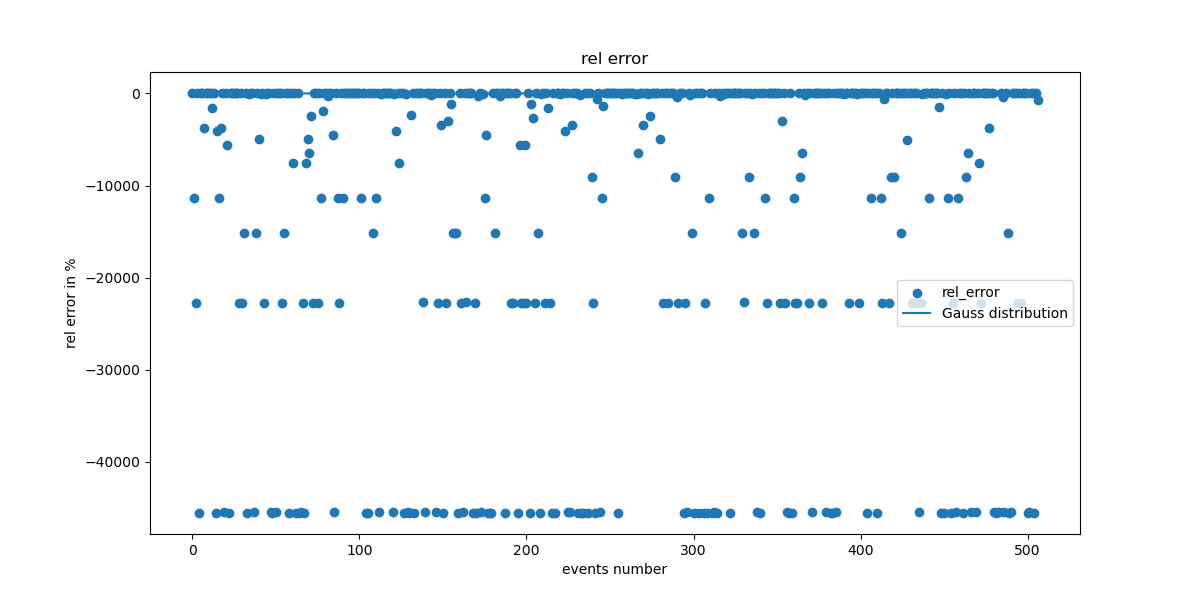 rel error
rel error in %
0
−10000
−20000
−30000
−40000
rel_error
Gauss distribution
0
100
200
300
400
500
events number